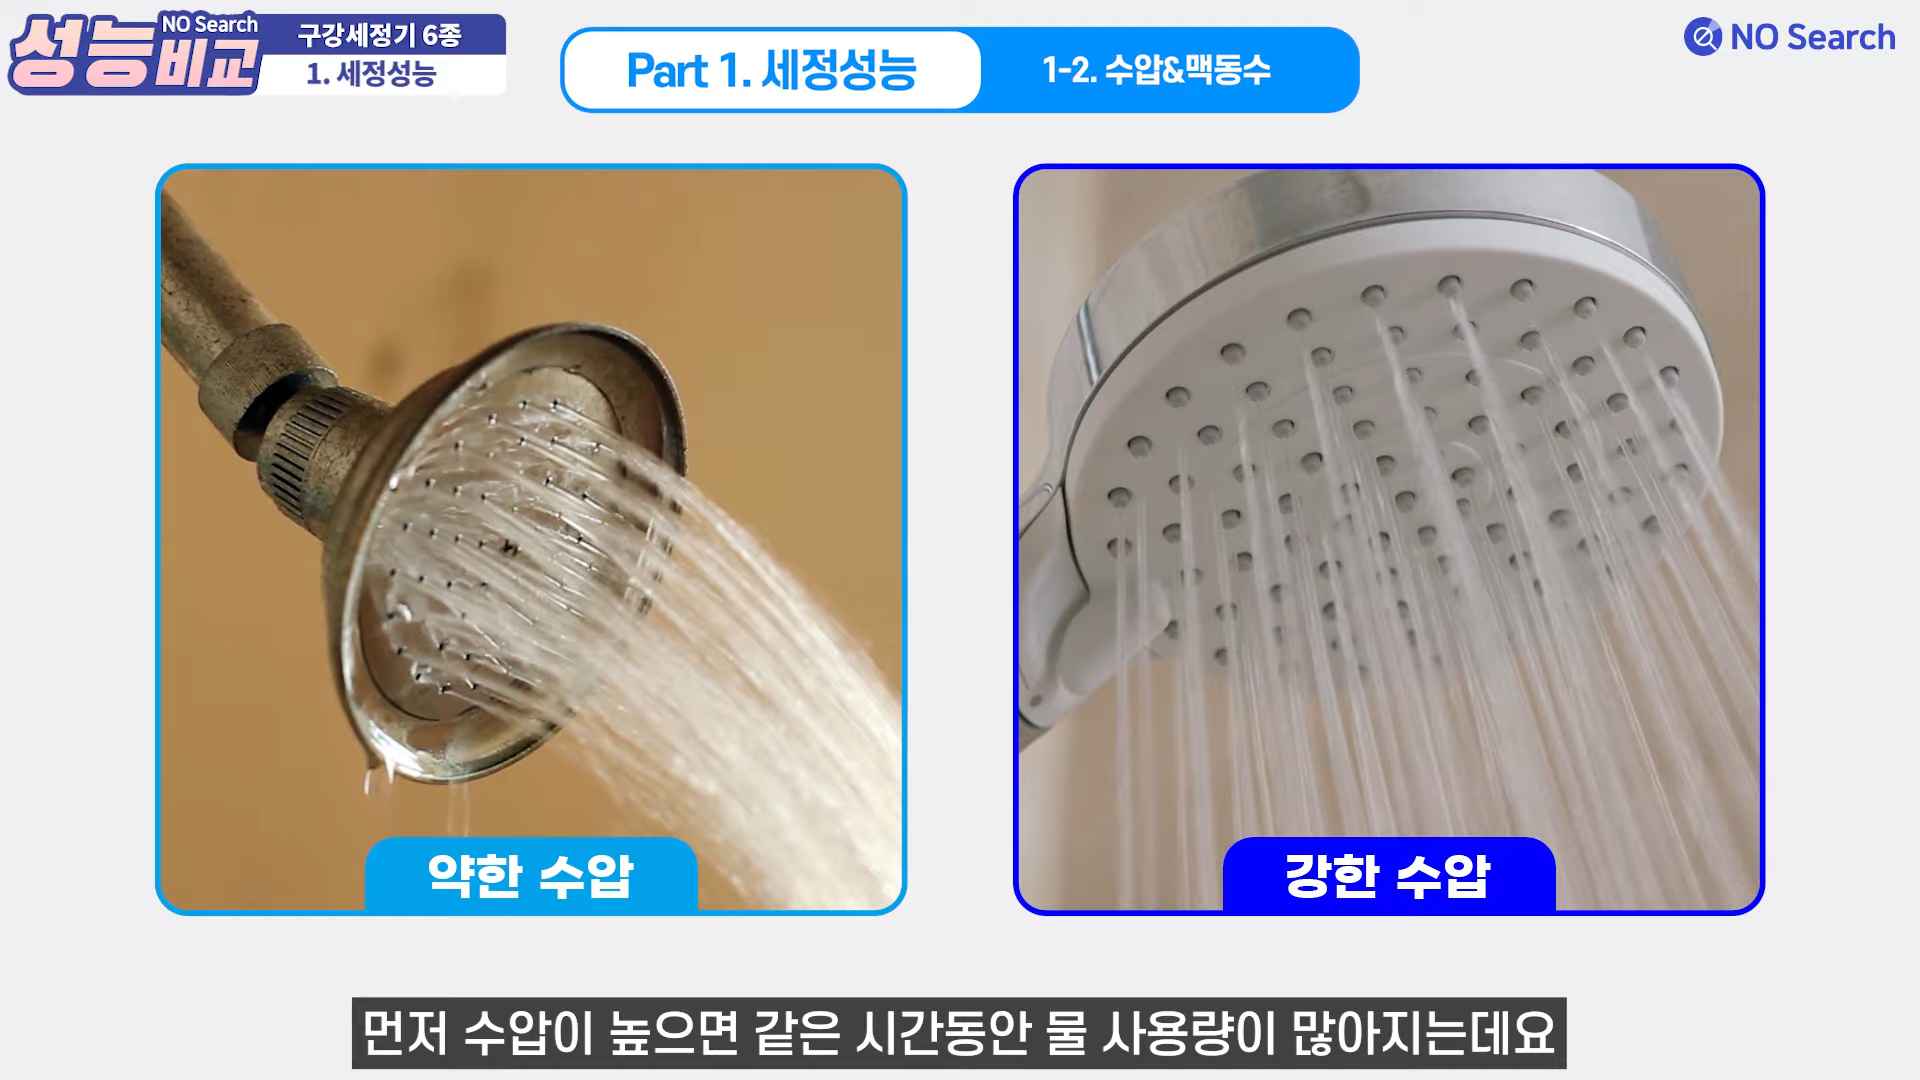 성능비교
NO Search
구강세정기 6종
1. 세정성능
Part 1. 세정성능
1-2. 수압&맥동수
NO Search
약한 수압
강한 수압
먼저 수압이 높으면 같은 시간동안 물 사용량이 많아지는데요